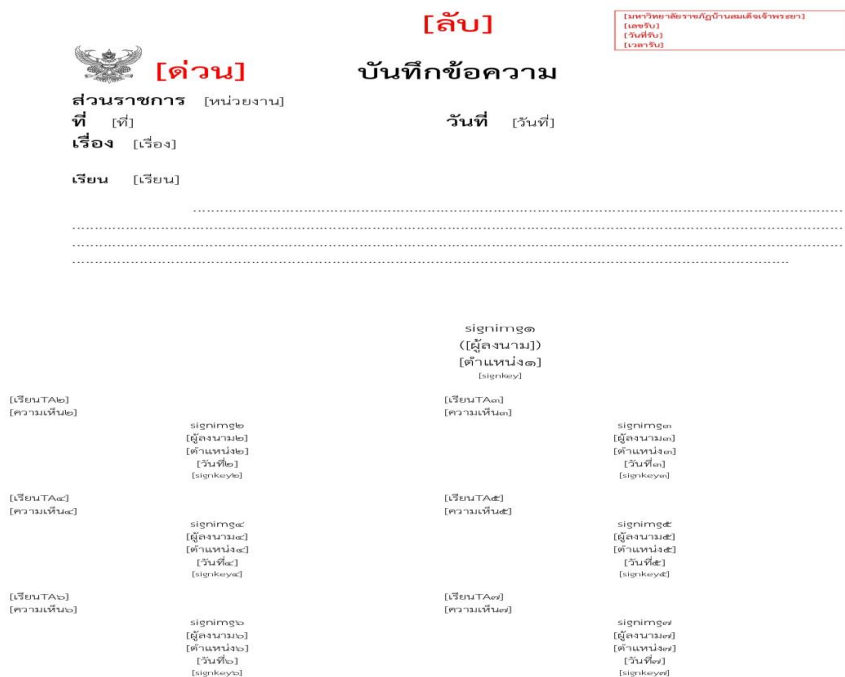 [ลับ]
[มหาวิทยาลัยราชภัฏบ้านสมเด็จเจ้าพระยา]
[เลขรับ]
[วันที่รับ]
[เวลารับ]
[ด่วน] บันทึกข้อความ
ส่วนราชการ [หน่วยงาน]
ที่ [ที่] วันที่ [วันที่]
เรื่อง [เรื่อง]
เรียน [เรียน]
signimg๑
([ผู้ลงนาม])
[ตำแหน่ง๑]
[signkey]
[เรียนTA๒]
[ความเห็น๒]
signimg๒
[ผู้ลงนาม๒]
[ตำแหน่ง๒]
[วันที่๒]
[signkey๒]
[เรียนTA๓]
[ความเห็น๓]
signimg๓
[ผู้ลงนาม๓]
[ตำแหน่ง๓]
[วันที่๓]
[signkey๓]
[เรียนTA๔]
[ความเห็น๔]
signimg๔
[ผู้ลงนาม๔]
[ตำแหน่ง๔]
[วันที่๔]
[signkey๔]
[เรียนTA๕]
[ความเห็น๕]
signimg๕
[ผู้ลงนาม๕]
[ตำแหน่ง๕]
[วันที่๕]
[signkey๕]
[เรียนTA๖]
[ความเห็น๖]
signimg๖
[ผู้ลงนาม๖]
[ตำแหน่ง๖]
[วันที่๖]
[signkey๖]
[เรียนTA๗]
[ความเห็น๗]
signimg๗
[ผู้ลงนาม๗]
[ตำแหน่ง๗]
[วันที่๗]
[signkey๗]